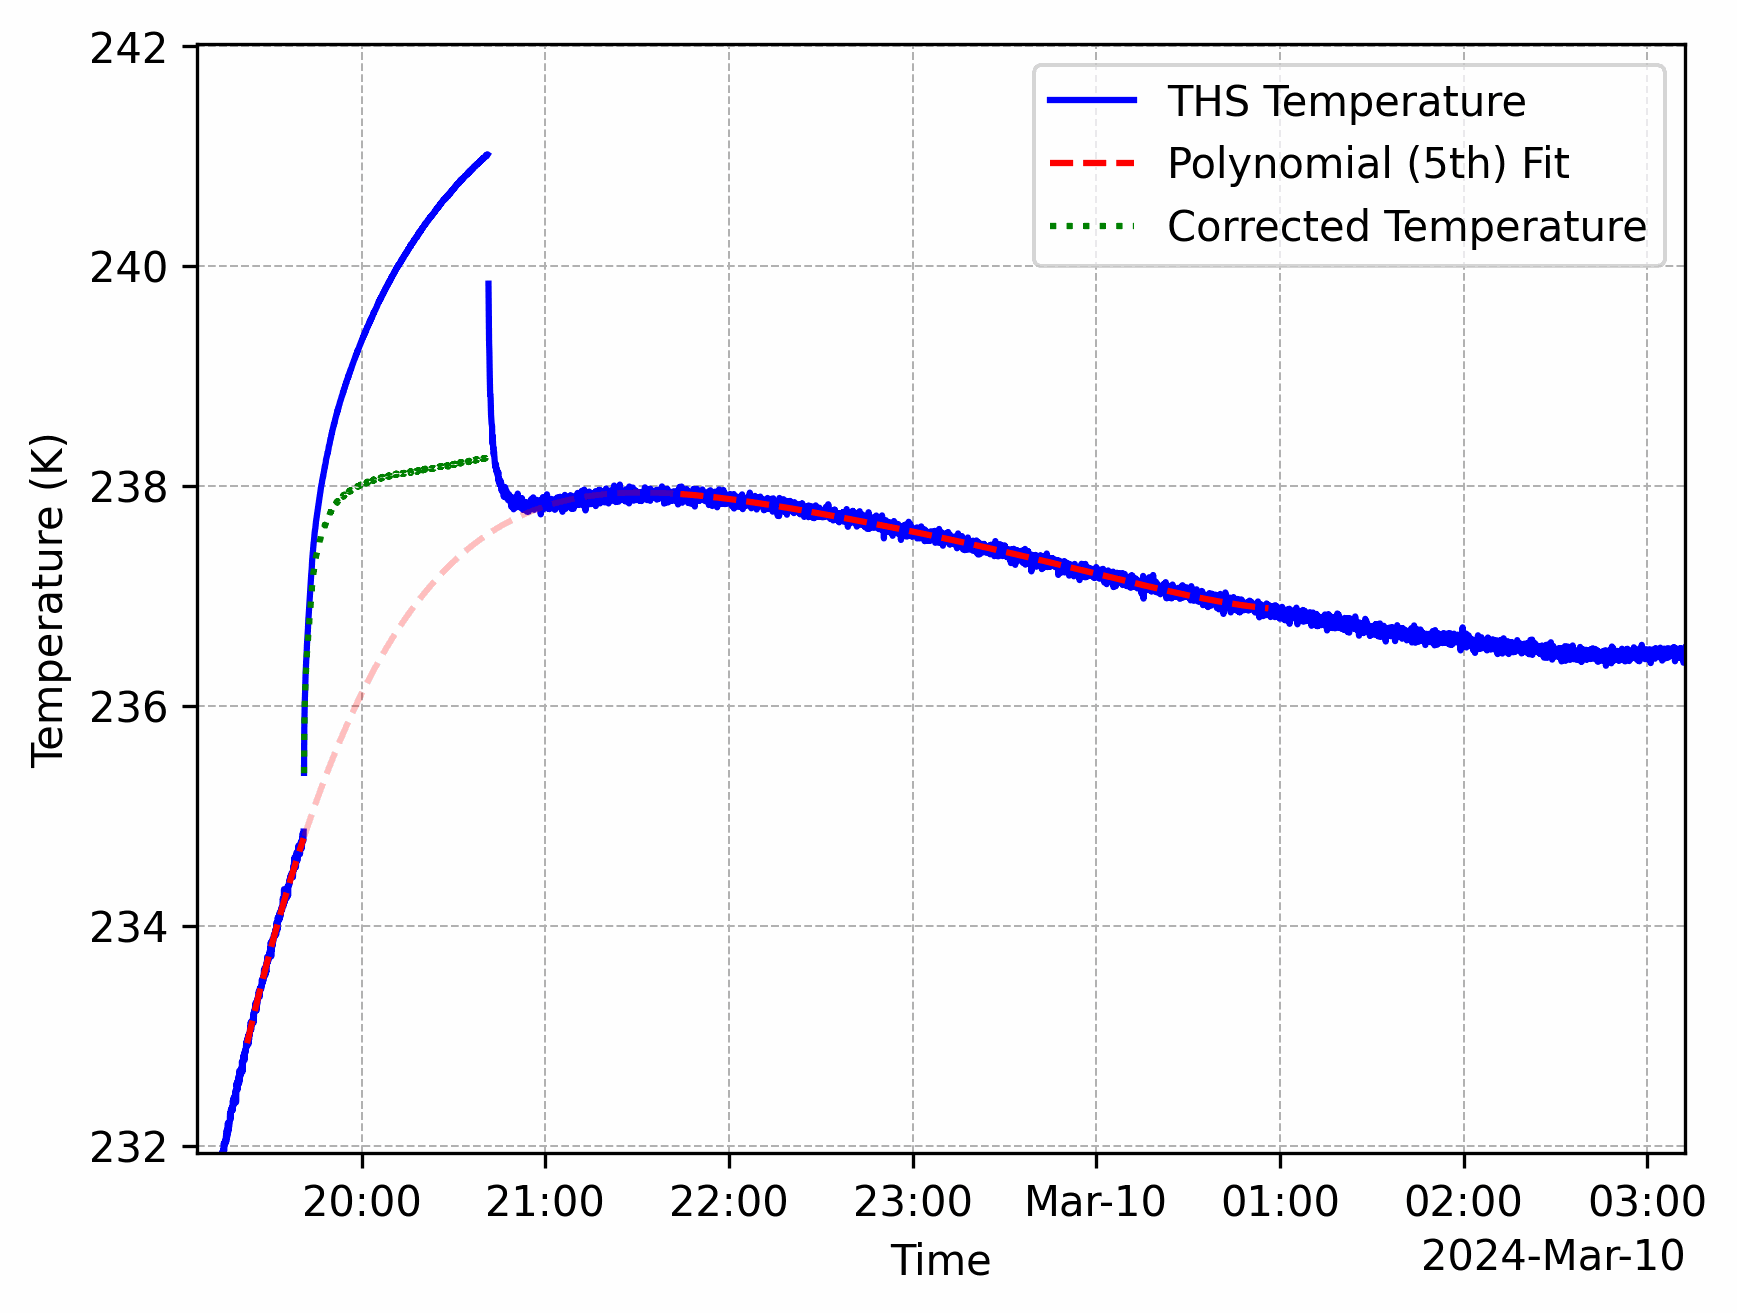 242
240
238
236
234
232
Temperature (K)
THS Temperature
Polynomial (5th) Fit
Corrected Temperature
20:00 21:00 22:00 23:00 Mar-10 01:00 02:00 03:00
Time
2024-Mar-10